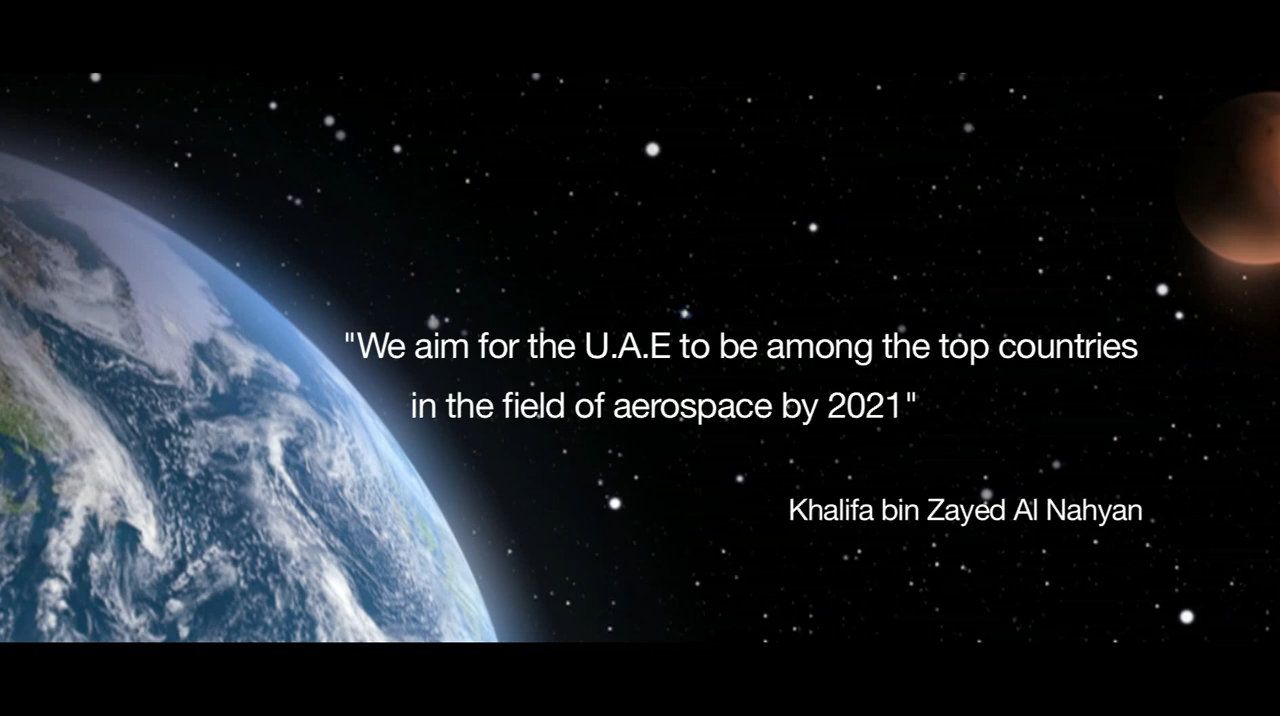 "We aim for the U.A.E to be among the top countries
in the field of aerospace by 2021"
Khalifa bin Zayed Al Nahyan